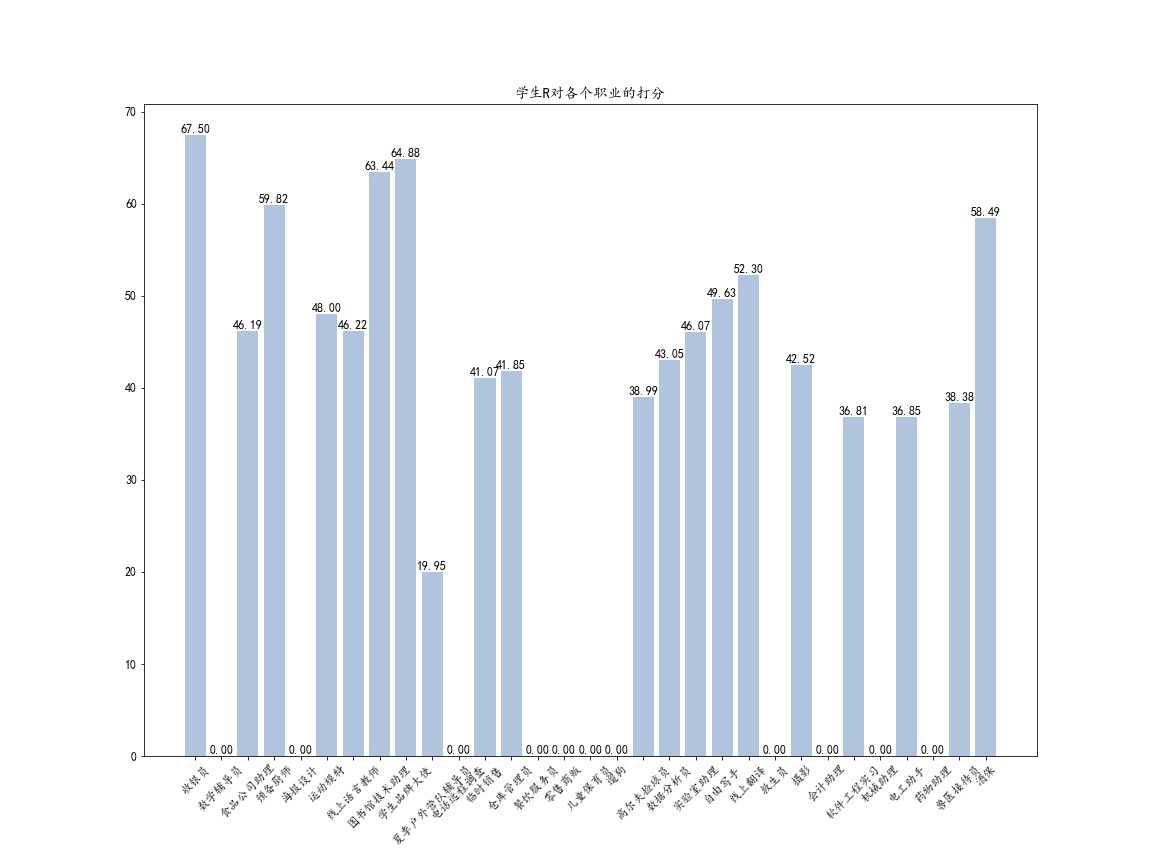 学生R对各个职业的打分
70
60
50
40
30
20
10
0
67.50
0.00
46.19
59.82
0.00
48.00
46.22
63.44
64.88
19.95
0.00
41.07
41.85
0.00
0.00
0.00
0.00
38.99
43.05
46.07
49.63
52.30
0.00
42.52
0.00
36.81
0.00
36.85
0.00
38.38
58.49
收银员
数学辅导员
食品公司助理
预备厨师
海报设计
运动模特
线上语言教师
图书馆技术助理
学生品牌大使
夏季户外营队辅导员
电话远程调查
临时销售
仓库管理员
餐饮服务员
零售商贩
儿童保育员
遛狗
高尔夫捡球员
数据分析员
实验室助理
自由写手
线上翻译
救生员
摄影
会计助理
软件工程实习
机械助理
电工助手
药物助理
兽医接待员